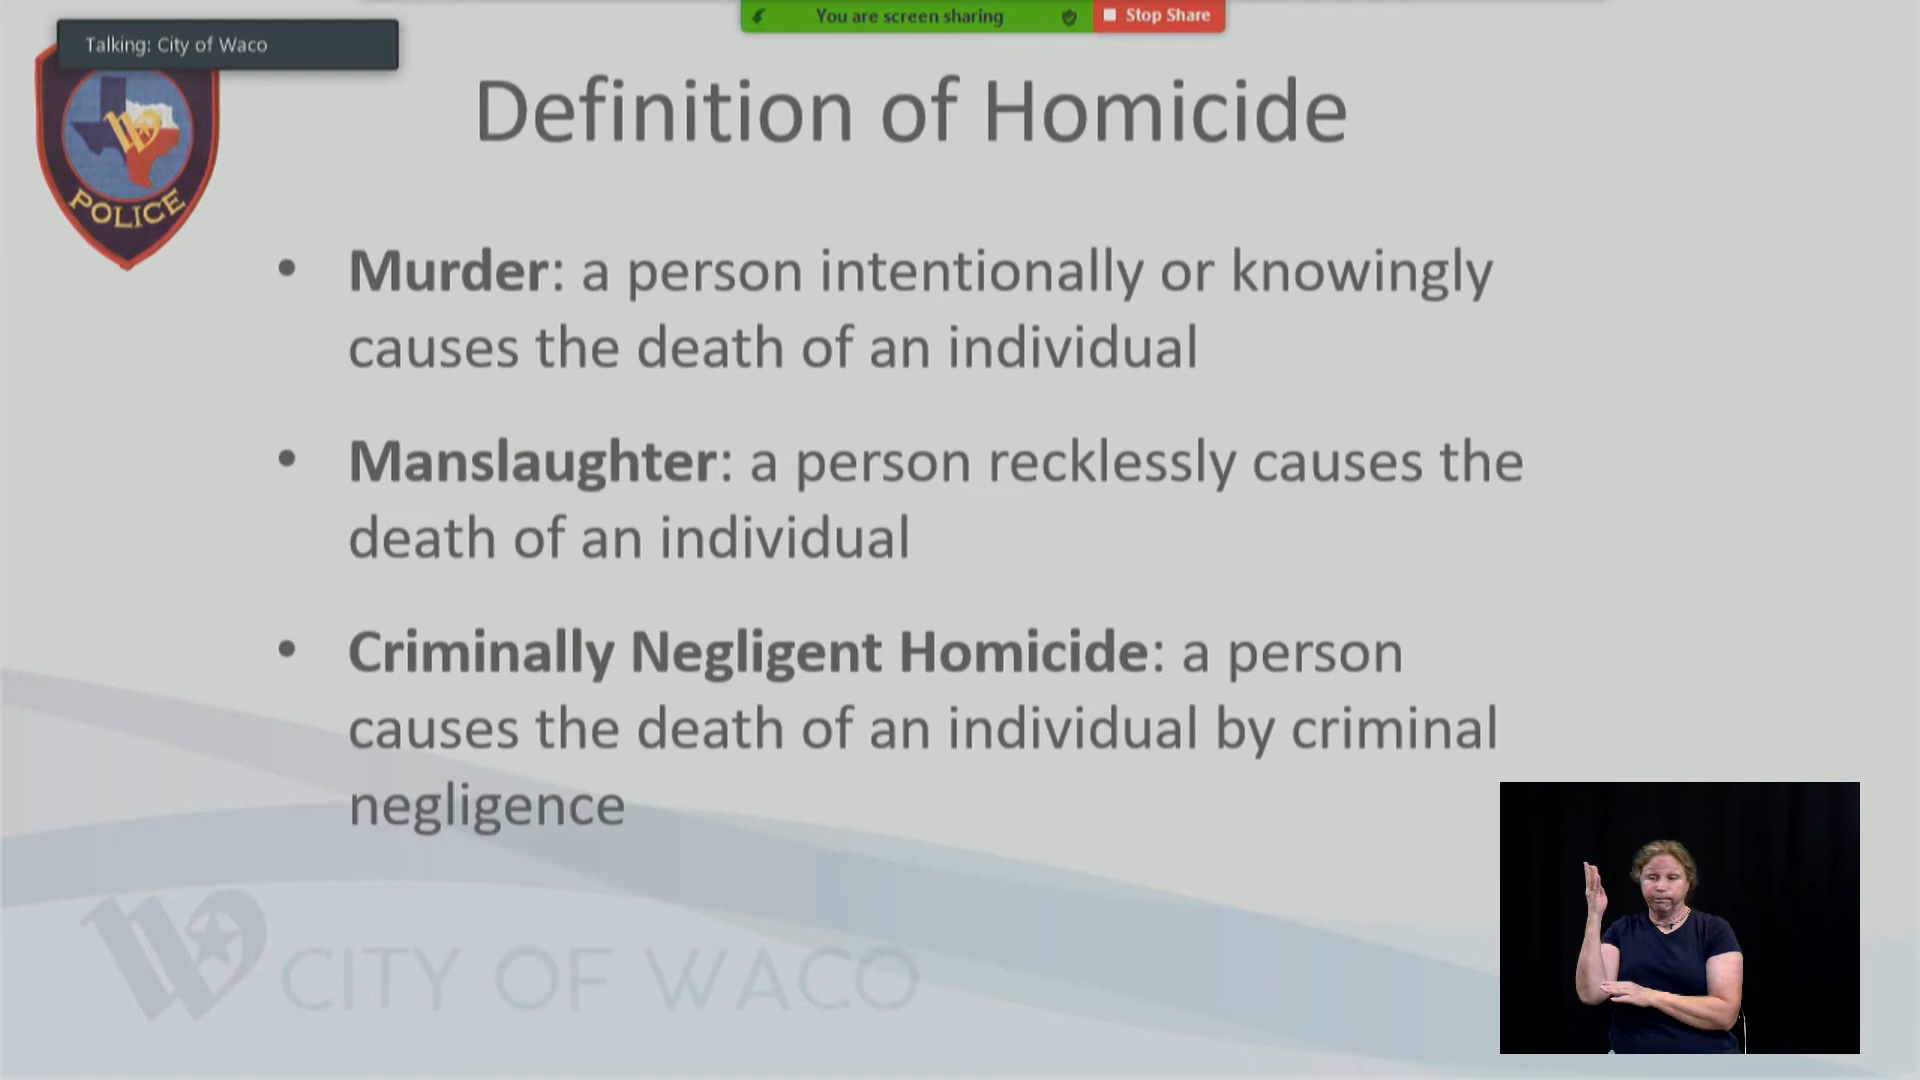 You are screen sharing
Stop Share
Talking: City of Waco
POLICE
Definition of Homicide
• Murder: a person intentionally or knowingly
causes the death of an individual
• Manslaughter: a person recklessly causes the
death of an individual
• Criminally Negligent Homicide: a person
causes the death of an individual by criminal
negligence
W CITY OF WACO